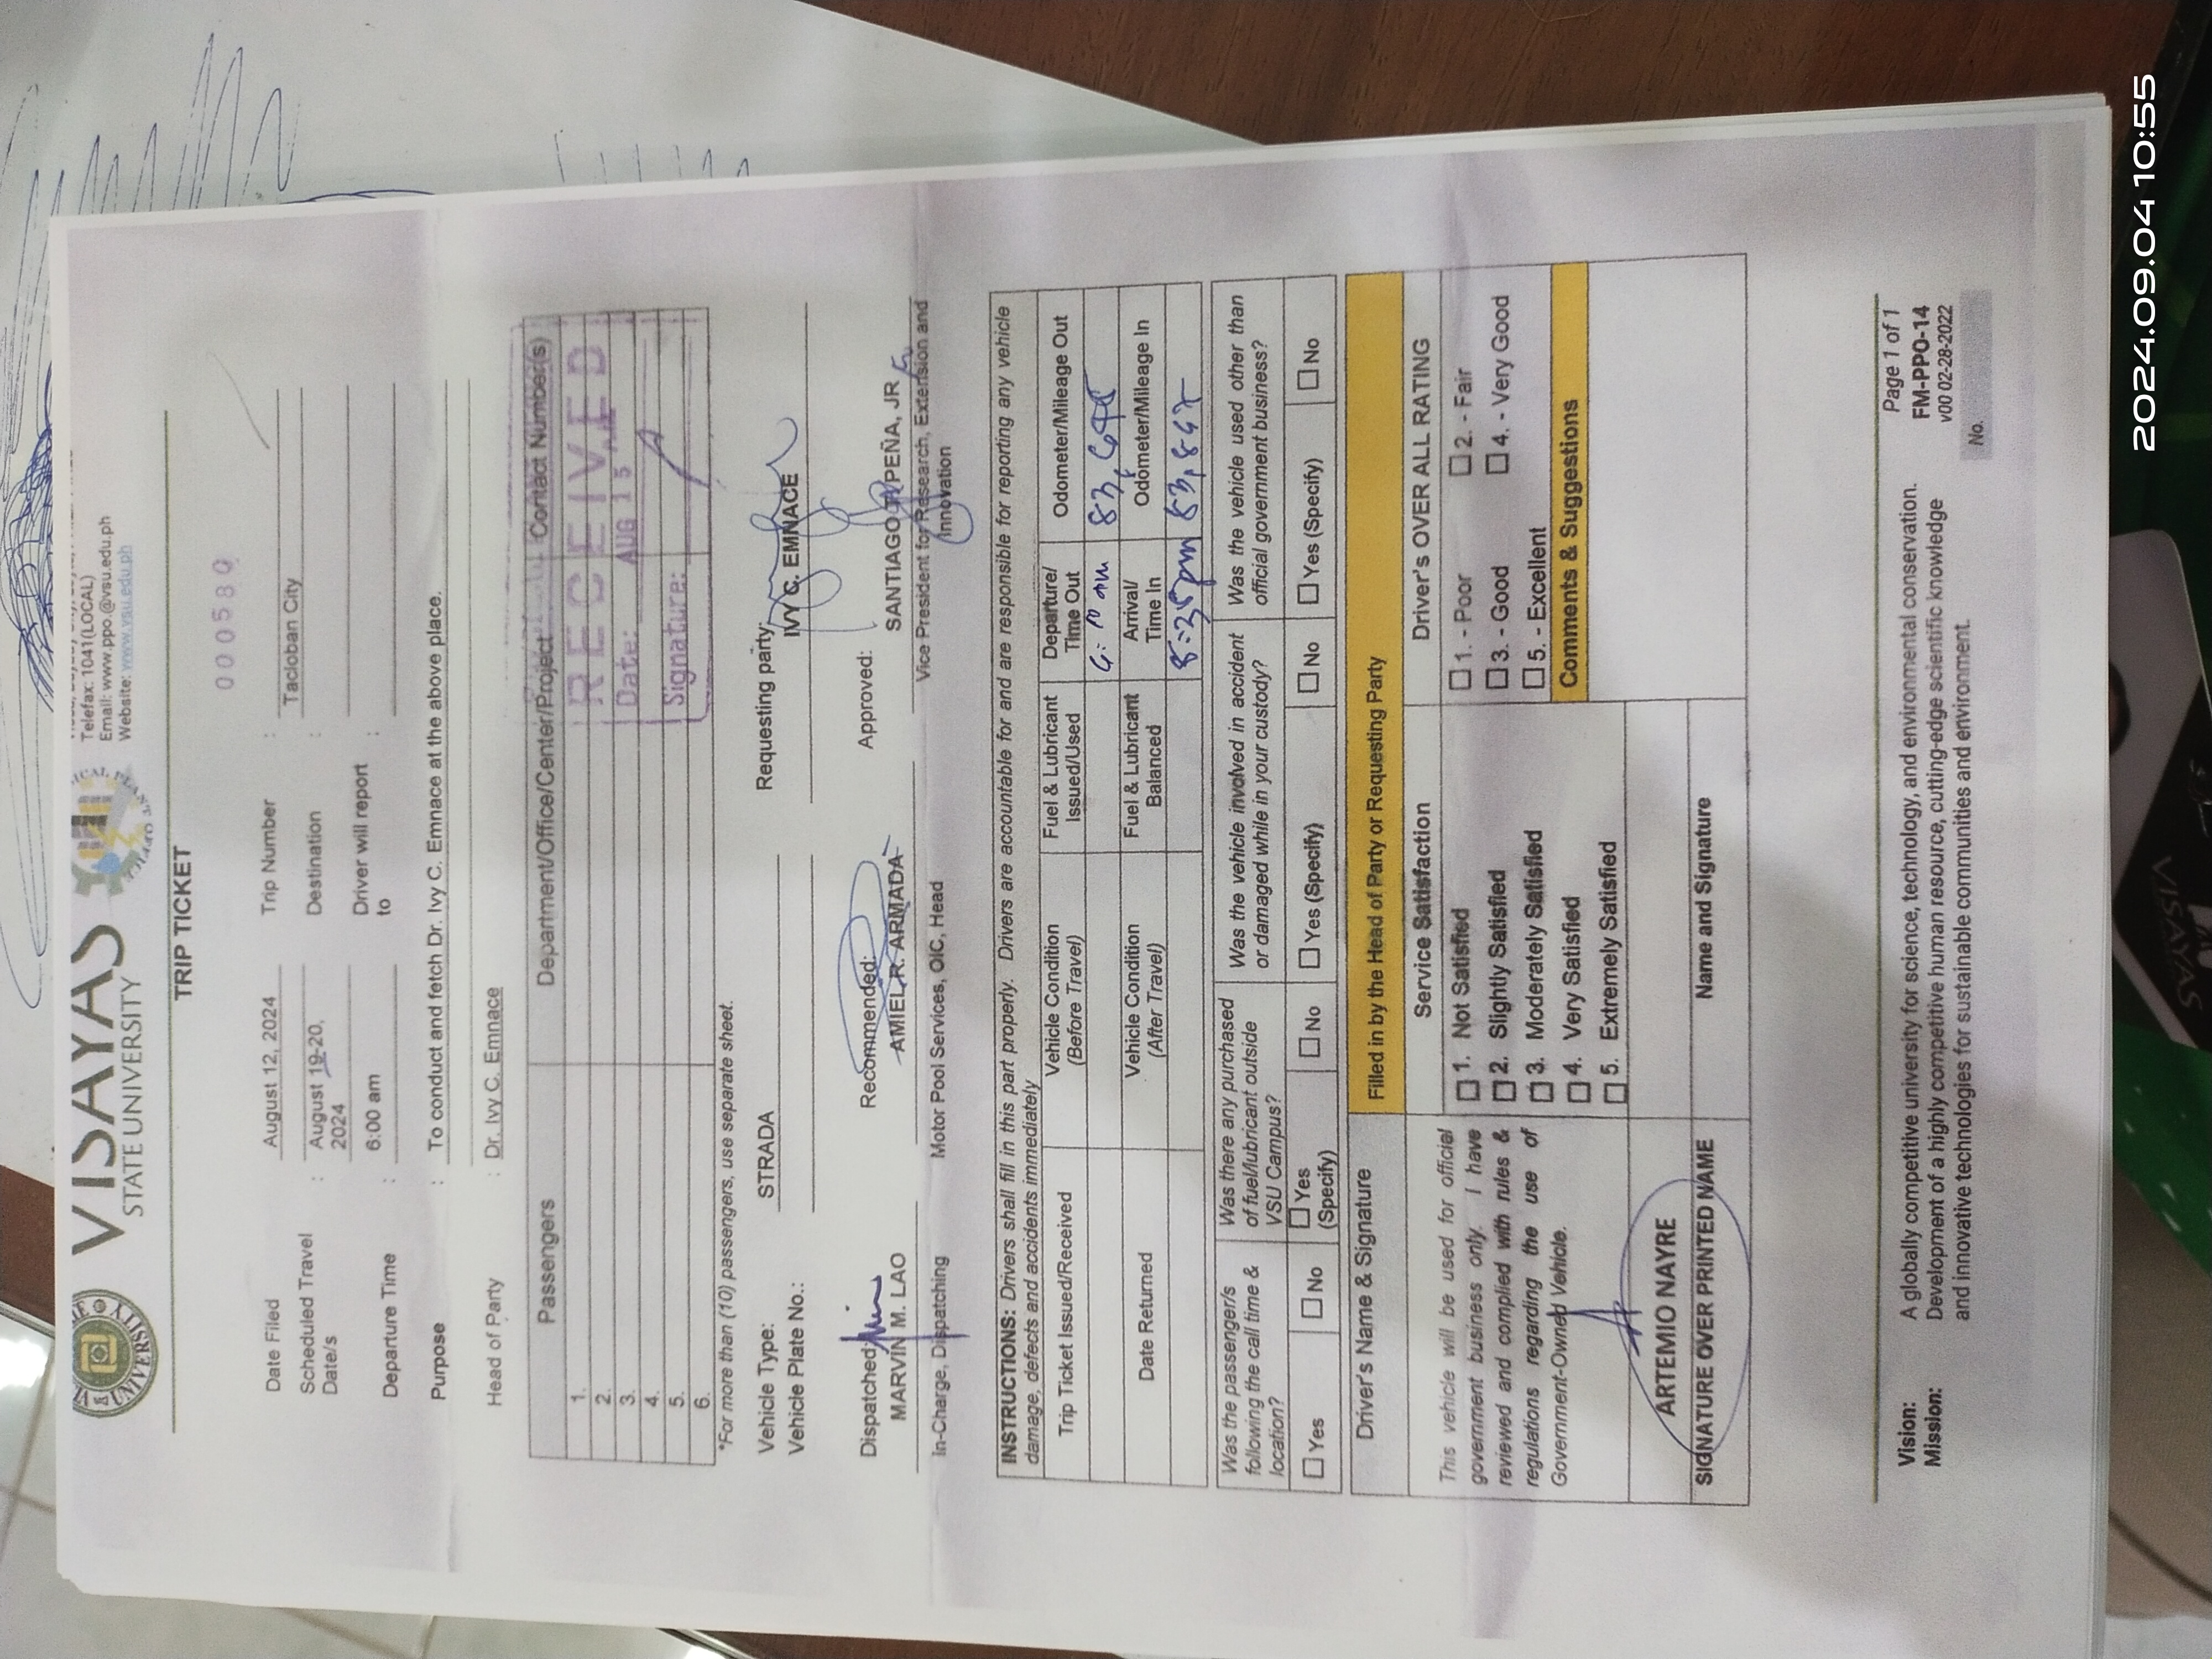 VISAYAS
STATE UNIVERSITY
Telefax: 1041(LOCAL)
Email: www.ppo.@vsu.edu.ph
Website: www.vsu.edu.ph
TRIP TICKET
000580
Date Filed August 12, 2024 Trip Number :
Scheduled Travel Date/s : August 19-20, 2024 Destination : Tacloban City
Departure Time : 6:00 am Driver will report to :
Purpose : To conduct and fetch Dr. Ivy C. Emnace at the above place.
Head of Party : Dr. Ivy C. Emnace
Passengers Department/Office/Center/Project Contact Number(s)
1.
2.
3.
4.
5.
6.
RECEIVED
Date: AUG 15
Signature:
*For more than (10) passengers, use separate sheet.
Vehicle Type: STRADA Requesting party:
Vehicle Plate No.: IVY C. EMNACE
Dispatched: Recommended: Approved:
MARVIN M. LAO AMIEL R. ARMADA SANTIAGO T. PEÑA, JR
In-Charge, Dispatching Motor Pool Services, OIC, Head Vice President for Research, Extension and
Innovation
INSTRUCTIONS: Drivers shall fill in this part properly. Drivers are accountable for and are responsible for reporting any vehicle
damage, defects and accidents immediately
Trip Ticket Issued/Received Vehicle Condition (Before Travel) Fuel & Lubricant Issued/Used Departure/ Time Out Odometer/Mileage Out
Date Returned Vehicle Condition (After Travel) Fuel & Lubricant Balanced Arrival/ Time In Odometer/Mileage In
8:35pm 83,847
Was the passenger/s following the call time & location?
Yes No
Was there any purchased of fuel/lubricant outside VSU Campus?
Yes (Specify) No
Was the vehicle involved in accident or damaged while in your custody?
Yes (Specify) No
Was the vehicle used other than official government business?
Yes (Specify) No
Driver's Name & Signature Filled in by the Head of Party or Requesting Party
This vehicle will be used for official
government business only. I have
reviewed and complied with rules &
regulations regarding the use of
Government-Owned Vehicle.
ARTEMIO NAYRE
SIGNATURE OVER PRINTED NAME
Service Satisfaction
1. Not Satisfied
2. Slightly Satisfied
3. Moderately Satisfied
4. Very Satisfied
5. Extremely Satisfied
Name and Signature
Driver's OVER ALL RATING
1. - Poor 2. - Fair
3. - Good 4. - Very Good
5. - Excellent
Comments & Suggestions
Vision: A globally competitive university for science, technology, and environmental conservation.
Mission: Development of a highly competitive human resource, cutting-edge scientific knowledge
and innovative technologies for sustainable communities and environment.
Page 1 of 1
FM-PPO-14
v00 02-28-2022
No.
VISAYAS
2024.09.04 10:55